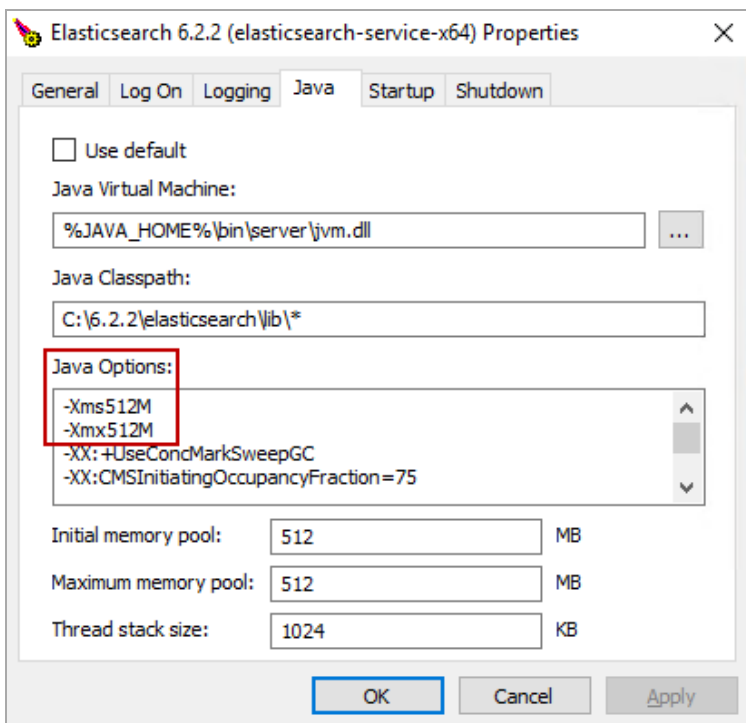 Elasticsearch 6.2.2 (elasticsearch-service-x64) Properties
General Log On Logging Java Startup Shutdown
Use default
Java Virtual Machine:
%JAVA_HOME%\bin\server\jvm.dll ...
Java Classpath:
C:\6.2.2\elasticsearch\lib\*
Java Options:
-Xms512M
-Xmx512M
-XX:+UseConcMarkSweepGC
-XX:CMSInitiatingOccupancyFraction=75
Initial memory pool: 512 MB
Maximum memory pool: 512 MB
Thread stack size: 1024 KB
OK Cancel Apply